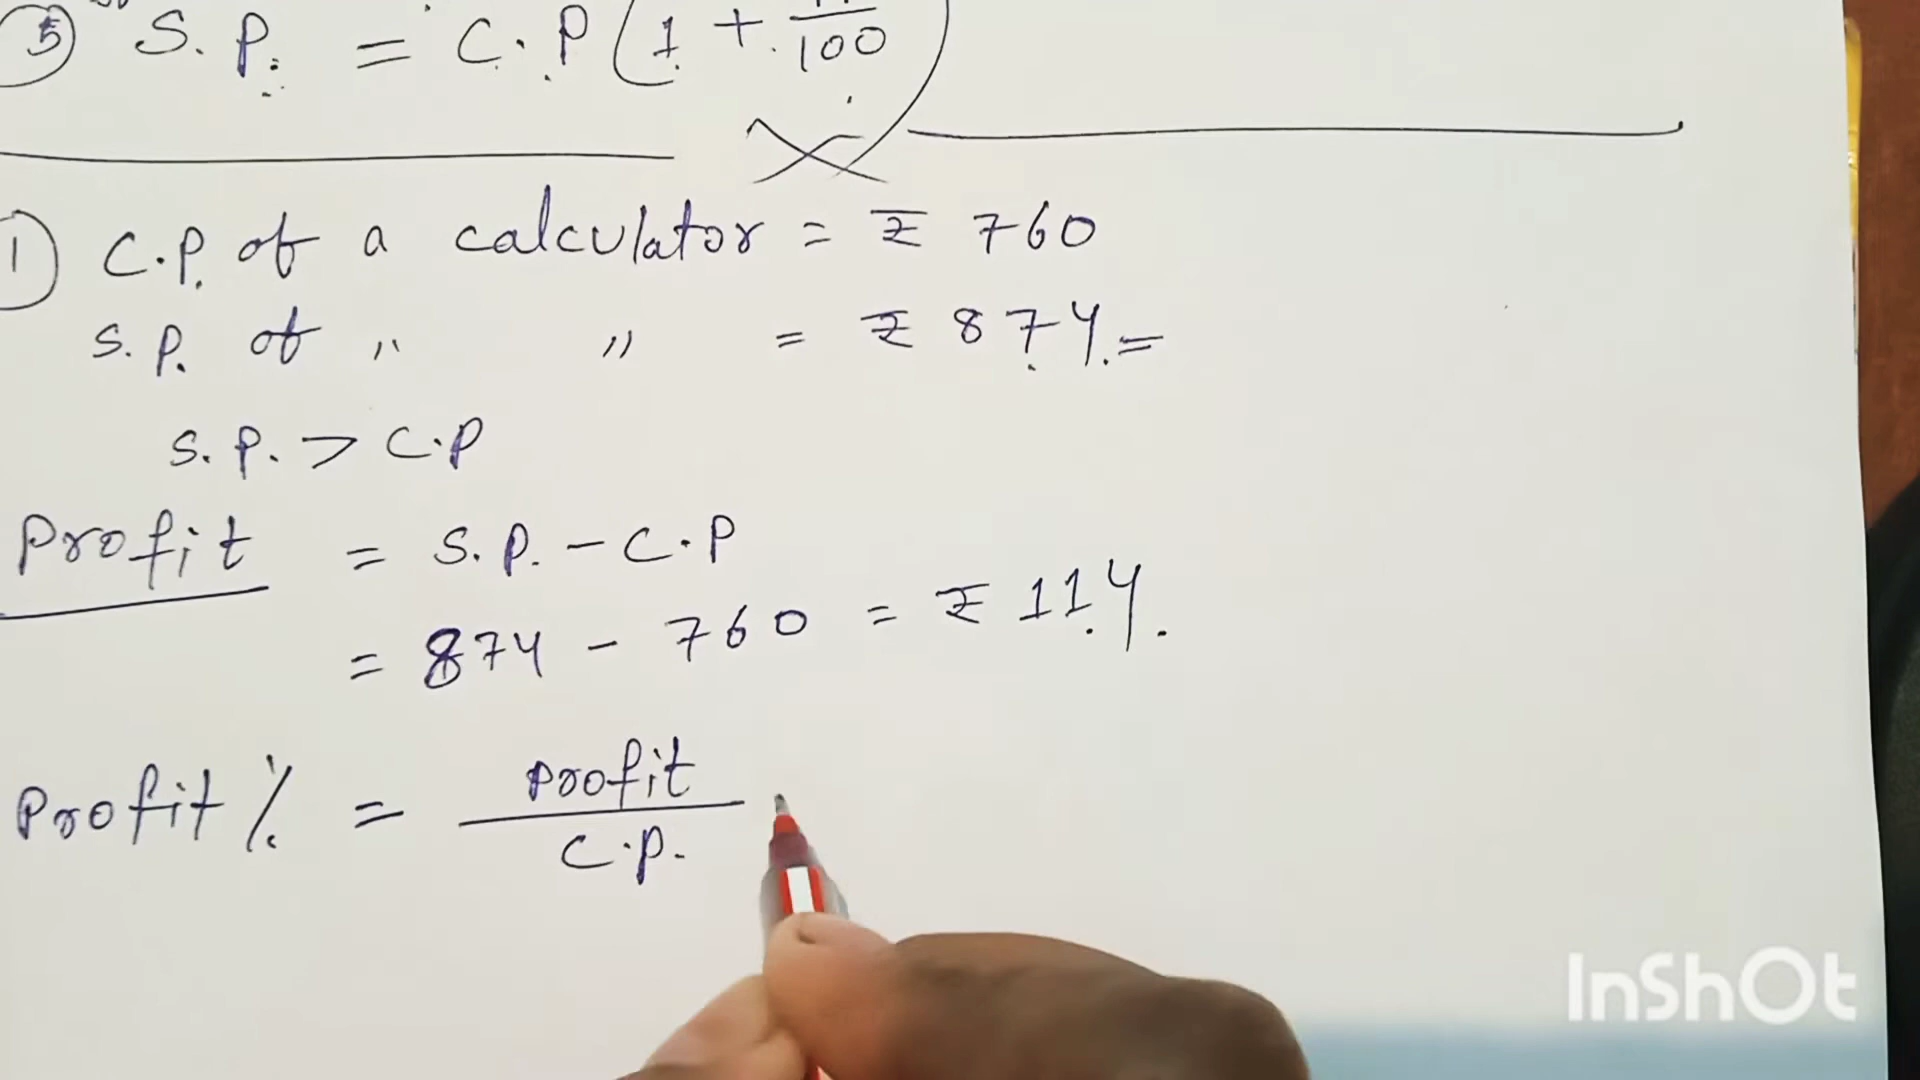 ⑤ S.P. = C.P(1 + /100)
① C.P. of a calculator = ₹ 760
S.P. of " " = ₹ 874.=
S.P. > C.P
Profit = S.P. - C.P
= 874 - 760 = ₹ 114.
Profit % = Profit/C.P.
InShOt